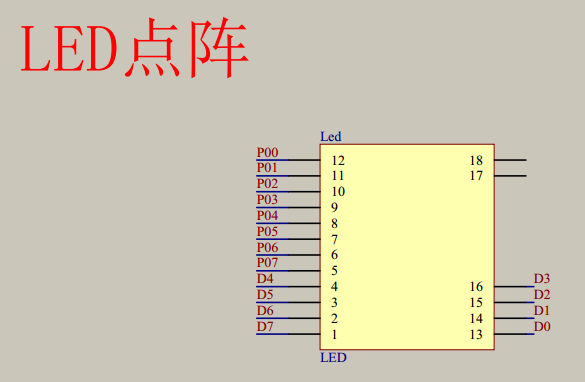 LED点阵
Led
P00 12 18
P01 11 17
P02 10
P03 9
P04 8
P05 7
P06 6
P07 5
D4 4 16 D3
D5 3 15 D2
D6 2 14 D1
D7 1 13 D0
LED